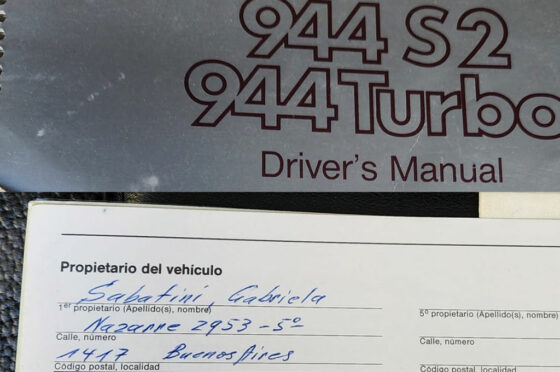 944 S2
944 Turbo
Driver's Manual
Propietario del vehículo
Sabatini, Gabriela
1er propietario (Apellido(s), nombre)
5º propietario (Apellido(s), nombre)
2953-5º
Calle, número
Calle, número
1417 Buenos Aires
Código postal, localidad
Código postal, localidad